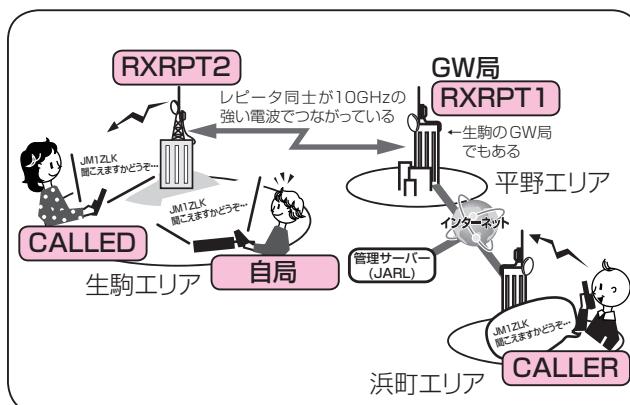 RXRPT2
GW局
RXRPT1
レピータ同士が10GHzの
強い電波でつながっている
←生駒のGW局
でもある
平野エリア
JM1ZLK
聞こえますかどうぞ…
JM1ZLK
聞こえますかどうぞ…
CALLED
自局
生駒エリア
インターネット
管理サーバー
(JARL)
JM1ZLK
聞こえますかどうぞ…
CALLER
浜町エリア